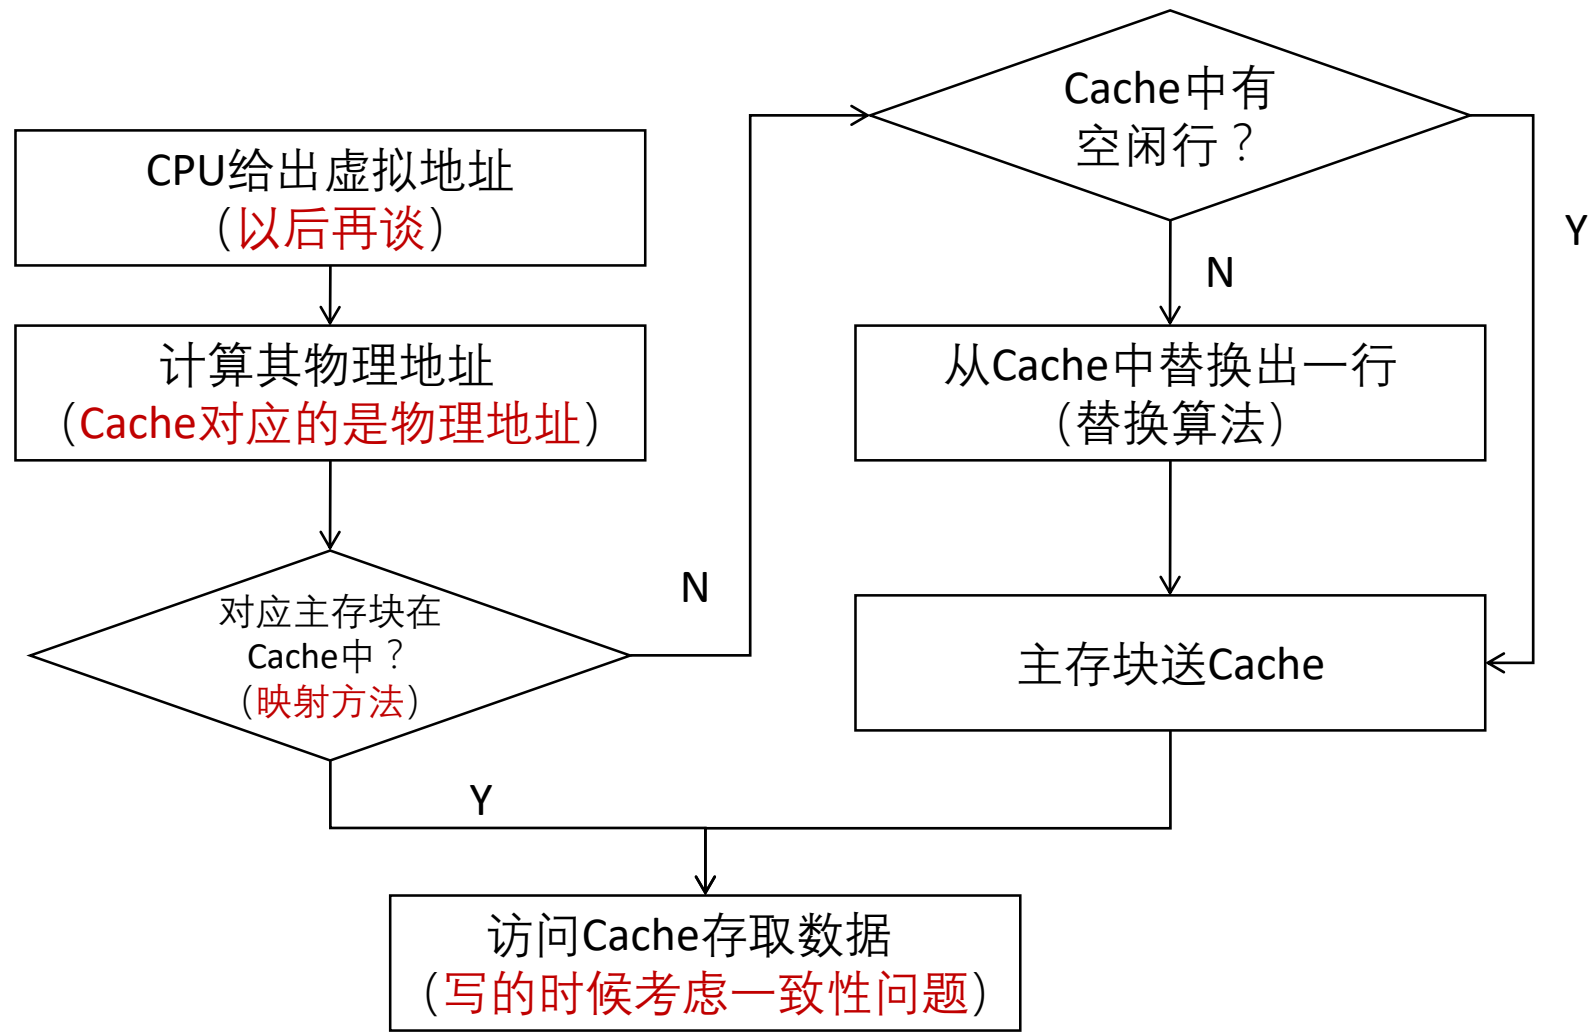 CPU给出虚拟地址
（以后再谈）
计算其物理地址
（Cache对应的是物理地址）
对应主存块在
Cache中？
（映射方法）
N
Y
Cache中有
空闲行？
N
Y
从Cache中替换出一行
（替换算法）
主存块送Cache
访问Cache存取数据
（写的时候考虑一致性问题）